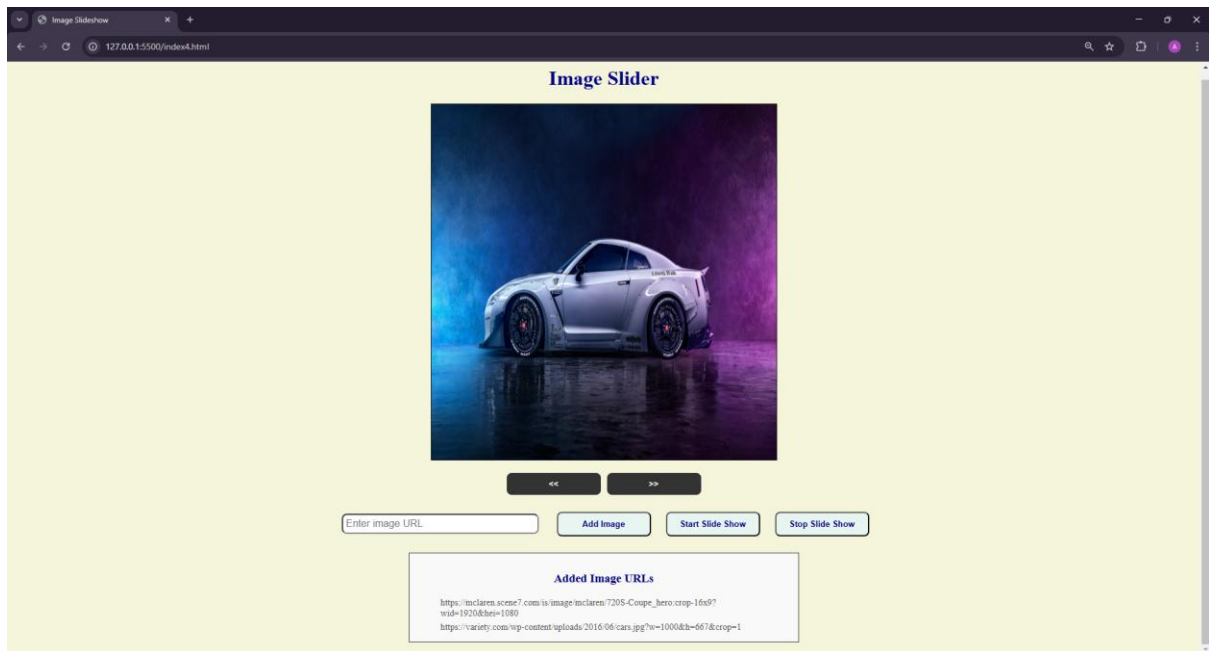 Image Slideshow
127.0.0.1:5500/index4.html
Image Slider
<<
>>
Enter image URL
Add Image
Start Slide Show
Stop Slide Show
Added Image URLs
https://mclaren.scene7.com/is/image/mclaren/720S-Coupe_hero:crop-16x9?
wid=1920&hei=1080
https://variety.com/wp-content/uploads/2016/06/cars.jpg?w=1000&h=667&crop=1